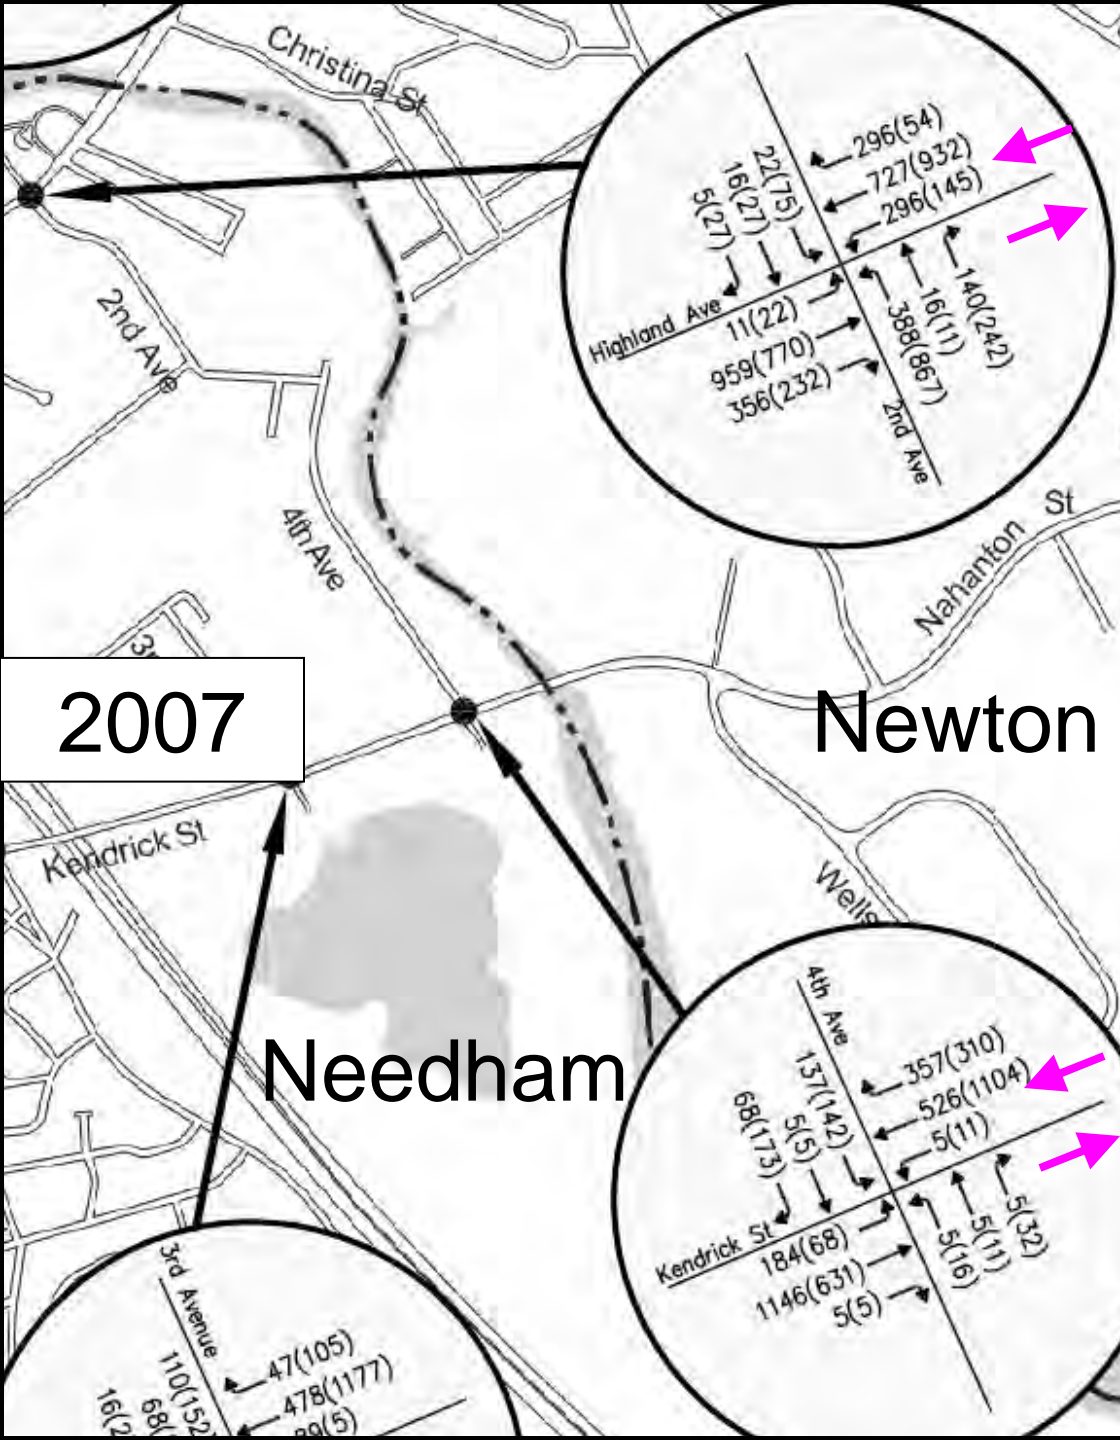 Christina St
296(54)
727(932)
296(145)
22(75)
16(27)
5(27)
Highland Ave
11(22)
959(770)
356(232)
140(242)
16(11)
388(867)
2nd Ave
2nd Ave
4th Ave
Nahanton St
2007
Newton
Kendrick St
Wells
Needham
4th Ave
357(310)
526(1104)
5(11)
137(142)
5(5)
68(173)
Kendrick St
184(68)
1146(631)
5(5)
5(32)
5(11)
5(16)
3rd Avenue
47(105)
478(1177)
110(152